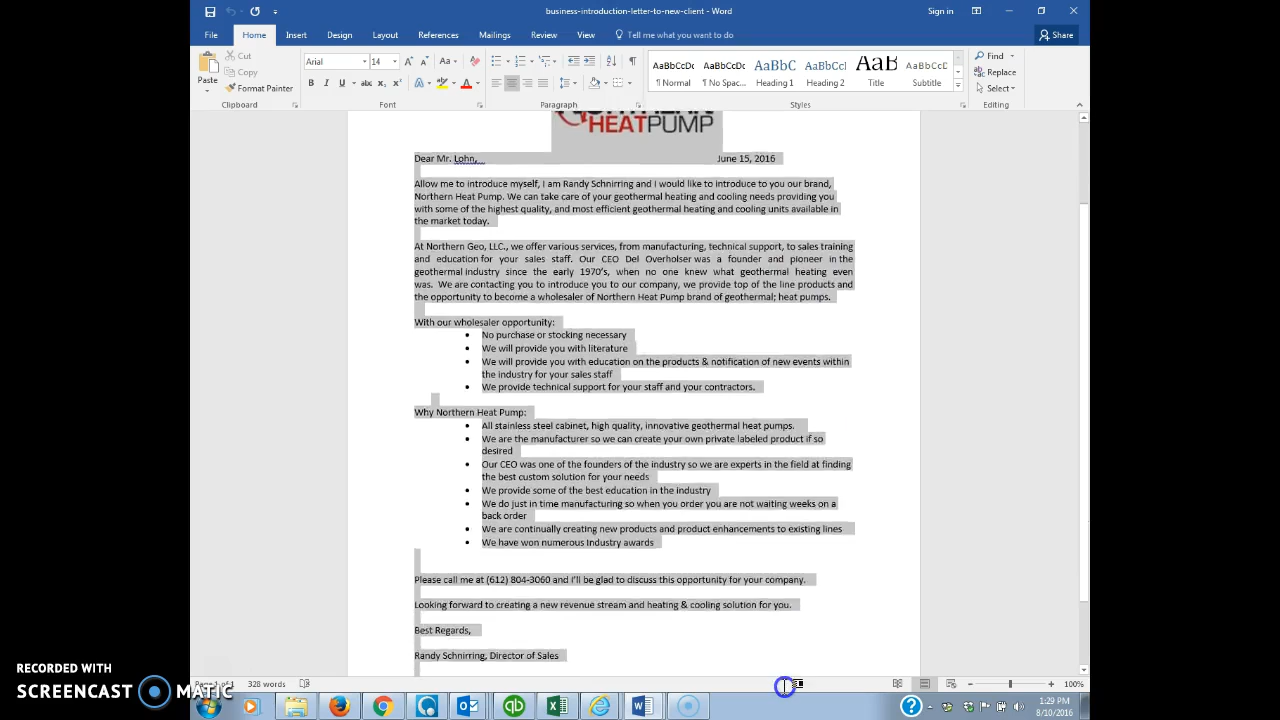 business-introduction-letter-to-new-client - Word
Sign in
File Home Insert Design Layout References Mailings Review View Tell me what you want to do Share
Paste
Cut
Copy
Format Painter
Clipboard
Arial 14
Font
Paragraph
AaBbCcDc AaBbCcDc AaBbC AaBbCcD AaB AaBbCcC
¶ Normal ¶ No Spac... Heading 1 Heading 2 Title Subtitle
Styles
Find
Replace
Select
Editing
HEATPUMP
Dear Mr. Lohn, June 15, 2016
Allow me to introduce myself, I am Randy Schnirring and I would like to introduce to you our brand,
Northern Heat Pump. We can take care of your geothermal heating and cooling needs providing you
with some of the highest quality, and most efficient geothermal heating and cooling units available in
the market today.
At Northern Geo, LLC., we offer various services, from manufacturing, technical support, to sales training
and education for your sales staff. Our CEO Del Overholser was a founder and pioneer in the
geothermal industry since the early 1970's, when no one knew what geothermal heating even
was. We are contacting you to introduce you to our company, we provide top of the line products and
the opportunity to become a wholesaler of Northern Heat Pump brand of geothermal; heat pumps.
With our wholesaler opportunity:
• No purchase or stocking necessary
• We will provide you with literature
• We will provide you with education on the products & notification of new events within
the industry for your sales staff
• We provide technical support for your staff and your contractors.
Why Northern Heat Pump:
• All stainless steel cabinet, high quality, innovative geothermal heat pumps.
• We are the manufacturer so we can create your own private labeled product if so
desired
• Our CEO was one of the founders of the industry so we are experts in the field at finding
the best custom solution for your needs
• We provide some of the best education in the industry
• We do just in time manufacturing so when you order you are not waiting weeks on a
back order
• We are continually creating new products and product enhancements to existing lines
• We have won numerous Industry awards
Please call me at (612) 804-3060 and i'll be glad to discuss this opportunity for your company.
Looking forward to creating a new revenue stream and heating & cooling solution for you.
Best Regards,
Randy Schnirring, Director of Sales
Page 1 of 1 328 words 100%
RECORDED WITH
SCREENCAST MATIC
1:29 PM
8/10/2016